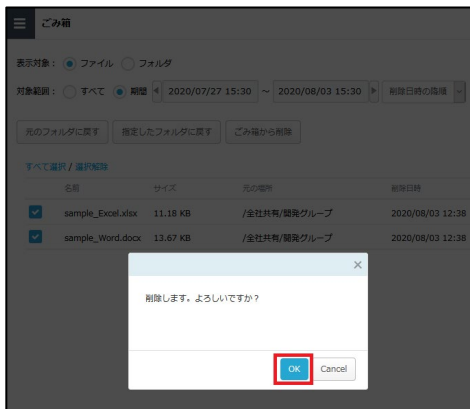 ごみ箱
表示対象： ファイル フォルダ
対象範囲： すべて 期間 2020/07/27 15:30 ～ 2020/08/03 15:30 削除日時の降順
元のフォルダに戻す 指定したフォルダに戻す ごみ箱から削除
すべて選択 / 選択解除
名前 サイズ 元の場所 削除日時
sample_Excel.xlsx 11.18 KB /全社共有/開発グループ 2020/08/03 12:38
sample_Word.docx 13.67 KB /全社共有/開発グループ 2020/08/03 12:38
削除します。よろしいですか？
OK Cancel